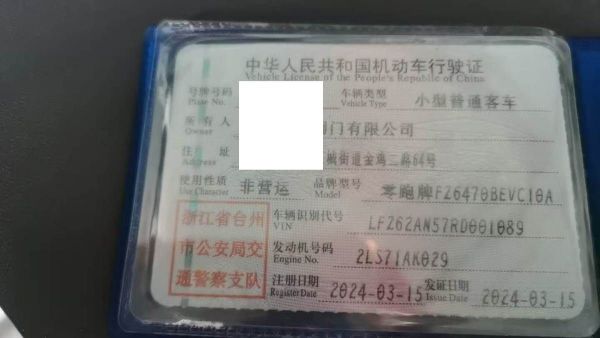 中华人民共和国机动车行驶证
Vehicle License of the People's Republic of China
号牌号码 Plate No. 车辆类型 Vehicle Type 小型普通客车
所有人 Owner 门有限公司
住址 Address 械街道金鸡二路64号
使用性质 Use Character 非营运 品牌型号 Model 零跑牌FZ6470BEVC10A
浙江省台州
市公安局交
通警察支队
车辆识别代号 VIN LFZ62AN57RD001089
发动机号码 Engine No. 2LS71AK029
注册日期 Register Date 2024-03-15 发证日期 Issue Date 2024-03-15